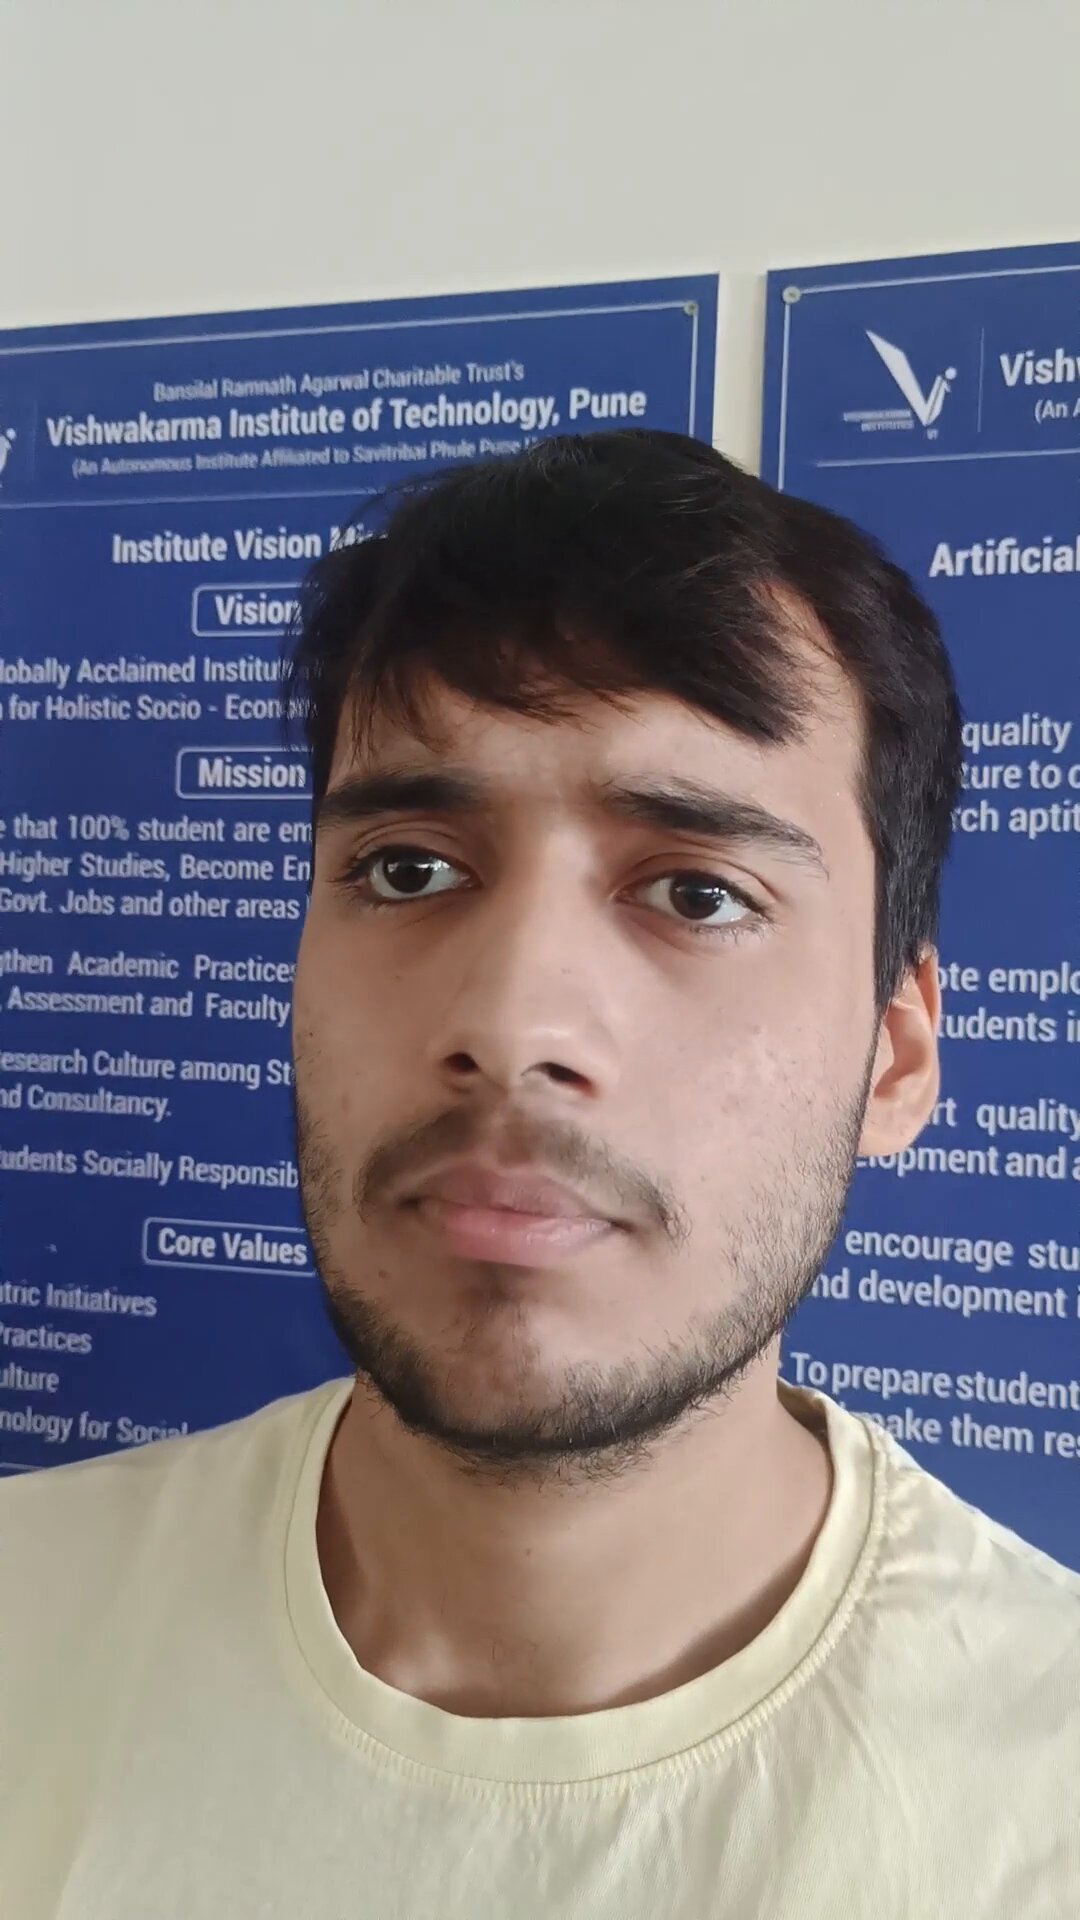 Bansilal Ramnath Agarwal Charitable Trust's
Vishwakarma Institute of Technology, Pune
(An Autonomous Institute Affiliated to Savitribai Phule Pune
Institute Vision
Vision
lobally Acclaimed Institu
for Holistic Socio - Econ
Mission
that 100% student are em
Higher Studies, Become En
Govt. Jobs and other areas
then Academic Practices
, Assessment and Faculty
esearch Culture among St
nd Consultancy.
udents Socially Responsib
Core Values
tric Initiatives
Practices
ulture
nology for Social
Vishw
(An A
Artificial
quality
ture to
rch aptit
ote emplo
tudents i
rt quality
lopment and a
encourage stu
nd development i
To prepare student
make them res